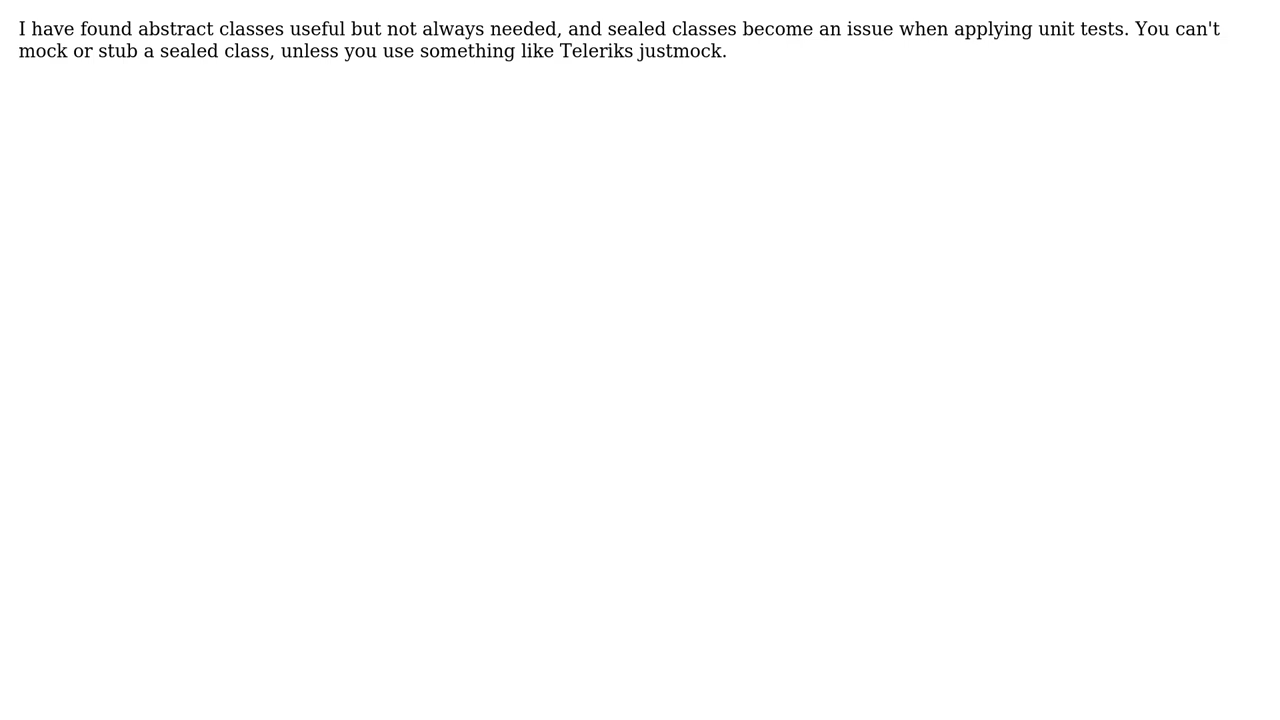 I have found abstract classes useful but not always needed, and sealed classes become an issue when applying unit tests. You can't
mock or stub a sealed class, unless you use something like Teleriks justmock.